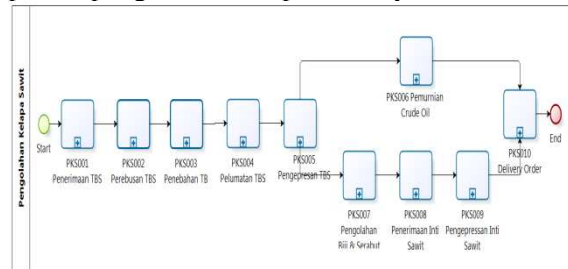 Pengolahan Kelapa Sawit
Start
PKS001
Penerimaan TBS
PKS002
Perebusan TBS
PKS003
Penebahan TB
PKS004
Pelumatan TBS
PKS005
Pengepresan TBS
PKS006 Pemurnian
Crude Oil
PKS007
Pengolahan
Biji & Serabut
PKS008
Penerimaan Inti
Sawit
PKS009
Pengepressan Inti
Sawit
PKS010
Delivery Order
End